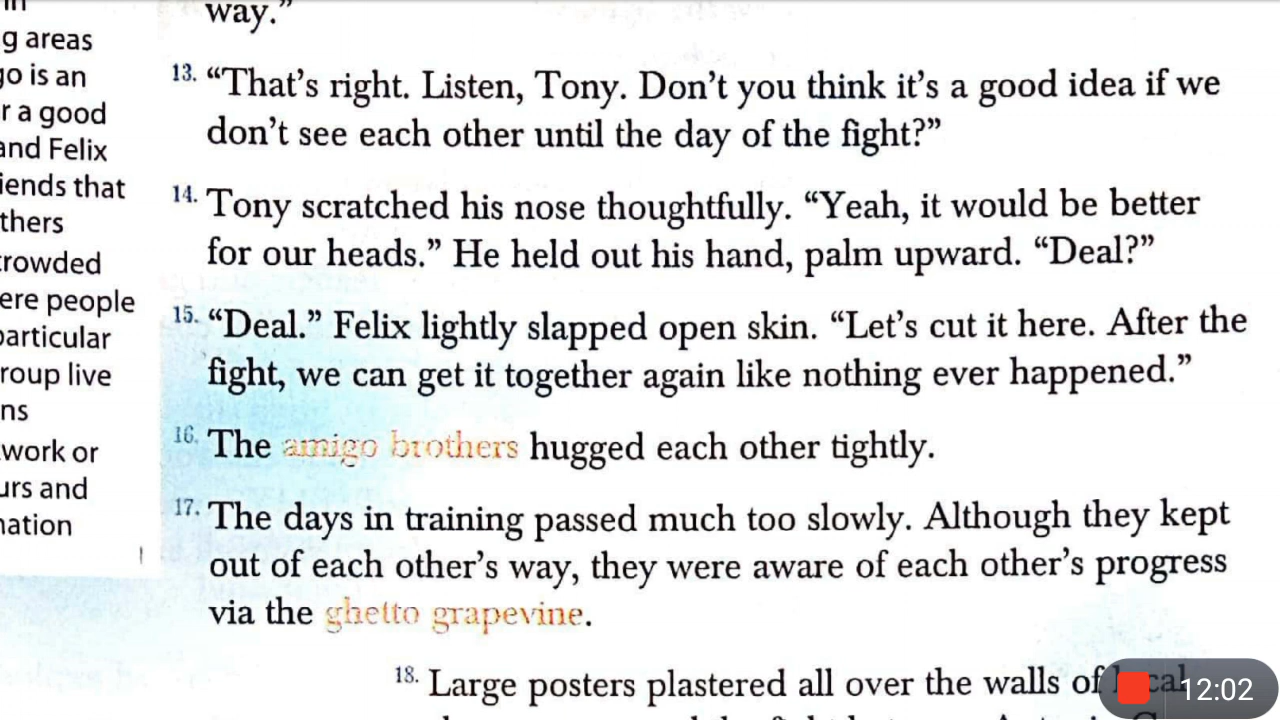 way.”
g areas
go is an
r a good
and Felix
iends that
thers
crowded
ere people
particular
roup live
ns
work or
urs and
nation
13. “That’s right. Listen, Tony. Don’t you think it’s a good idea if we
don’t see each other until the day of the fight?”
14. Tony scratched his nose thoughtfully. “Yeah, it would be better
for our heads.” He held out his hand, palm upward. “Deal?”
15. “Deal.” Felix lightly slapped open skin. “Let’s cut it here. After the
fight, we can get it together again like nothing ever happened.”
16. The amigo brothers hugged each other tightly.
17. The days in training passed much too slowly. Although they kept
out of each other’s way, they were aware of each other’s progress
via the ghetto grapevine.
18. Large posters plastered all over the walls of local
12:02